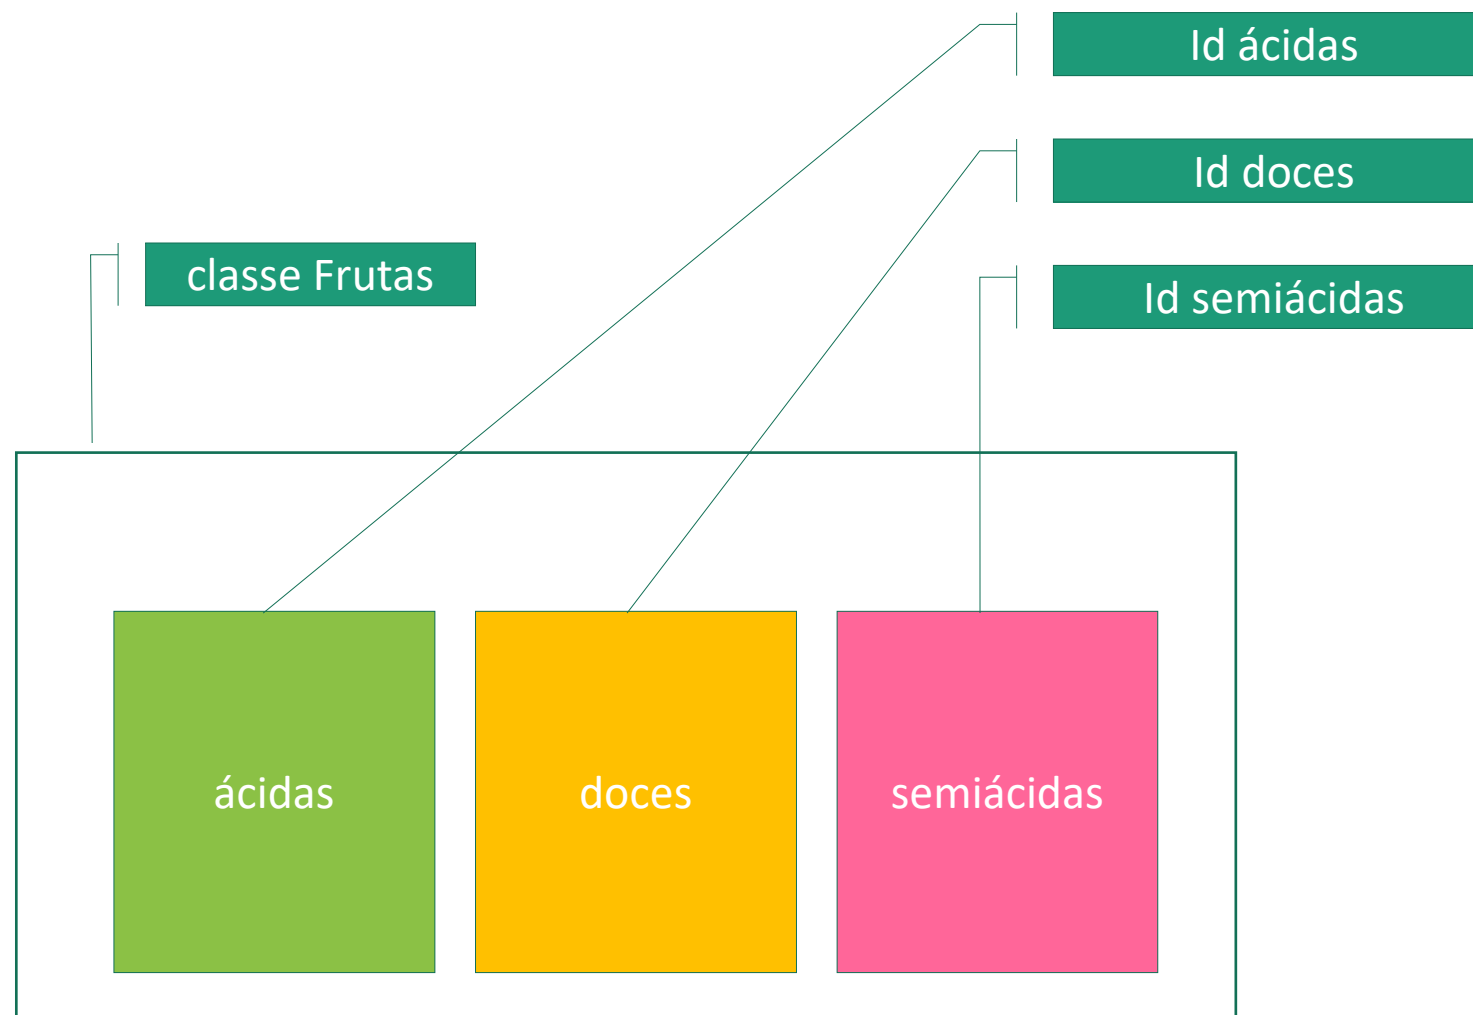 Id ácidas
Id doces
classe Frutas
Id semiácidas
ácidas
doces
semiácidas